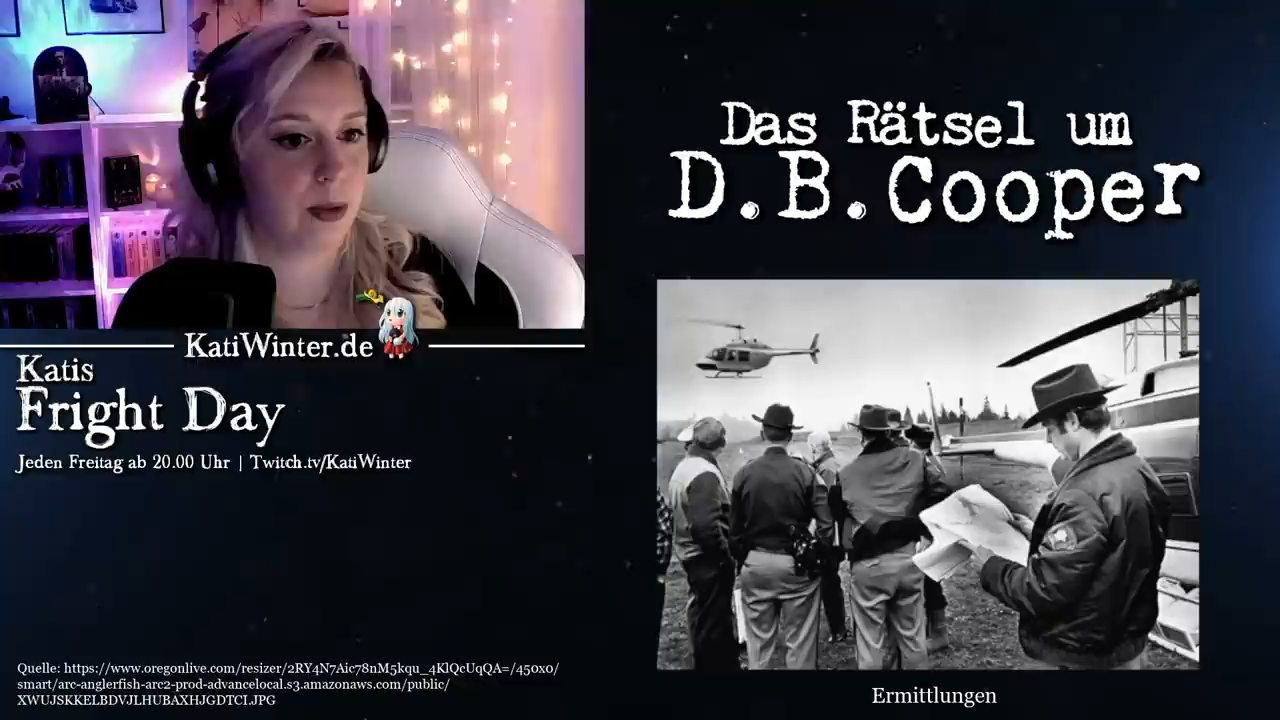 KatiWinter.de
Katis
Fright Day
Jeden Freitag ab 20.00 Uhr | Twitch.tv/KatiWinter
Das Rätsel um
D.B.Cooper
Ermittlungen
Quelle: https://www.oregonlive.com/resizer/2RY4N7Aic78nM5kqu_4KlQcUqQA=/450x0/
smart/arc-anglerfish-arc2-prod-advancelocal.s3.amazonaws.com/public/
XWUJSKKELBDVJLHUBAXHJGDTCI.JPG